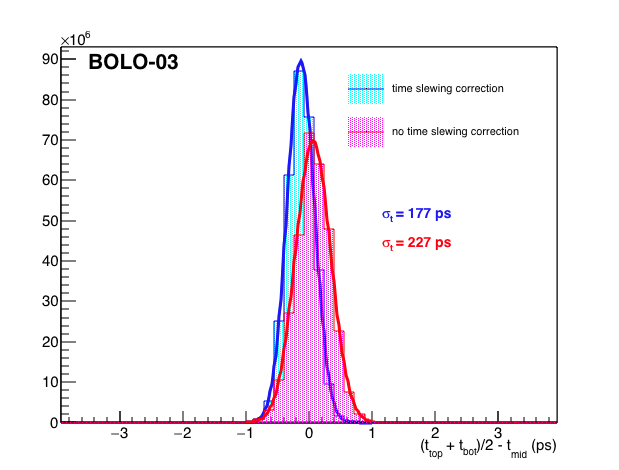 ×10⁶
BOLO-03
time slewing correction
no time slewing correction
σt = 177 ps
σt = 227 ps
90
80
70
60
50
40
30
20
10
0
−3 −2 −1 0 1 2 3
(ttop + tbot)/2 - tmid (ps)